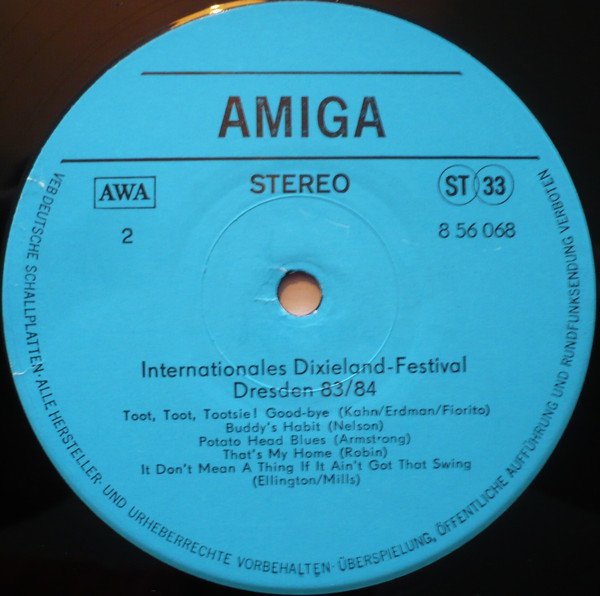 AMIGA
AWA
STEREO
ST 33
2
8 56 068
Internationales Dixieland-Festival
Dresden 83/84
Toot, Toot, Tootsie! Good-bye (Kahn/Erdman/Fiorito)
Buddy's Habit (Nelson)
Potato Head Blues (Armstrong)
That's My Home (Robin)
It Don't Mean A Thing If It Ain't Got That Swing
(Ellington/Mills)
VEB DEUTSCHE SCHALLPLATTEN · ALLE HERSTELLER- UND URHEBERRECHTE VORBEHALTEN · ÜBERSPIELUNG, ÖFFENTLICHE AUFFÜHRUNG UND RUNDFUNKSENDUNG VERBOTEN